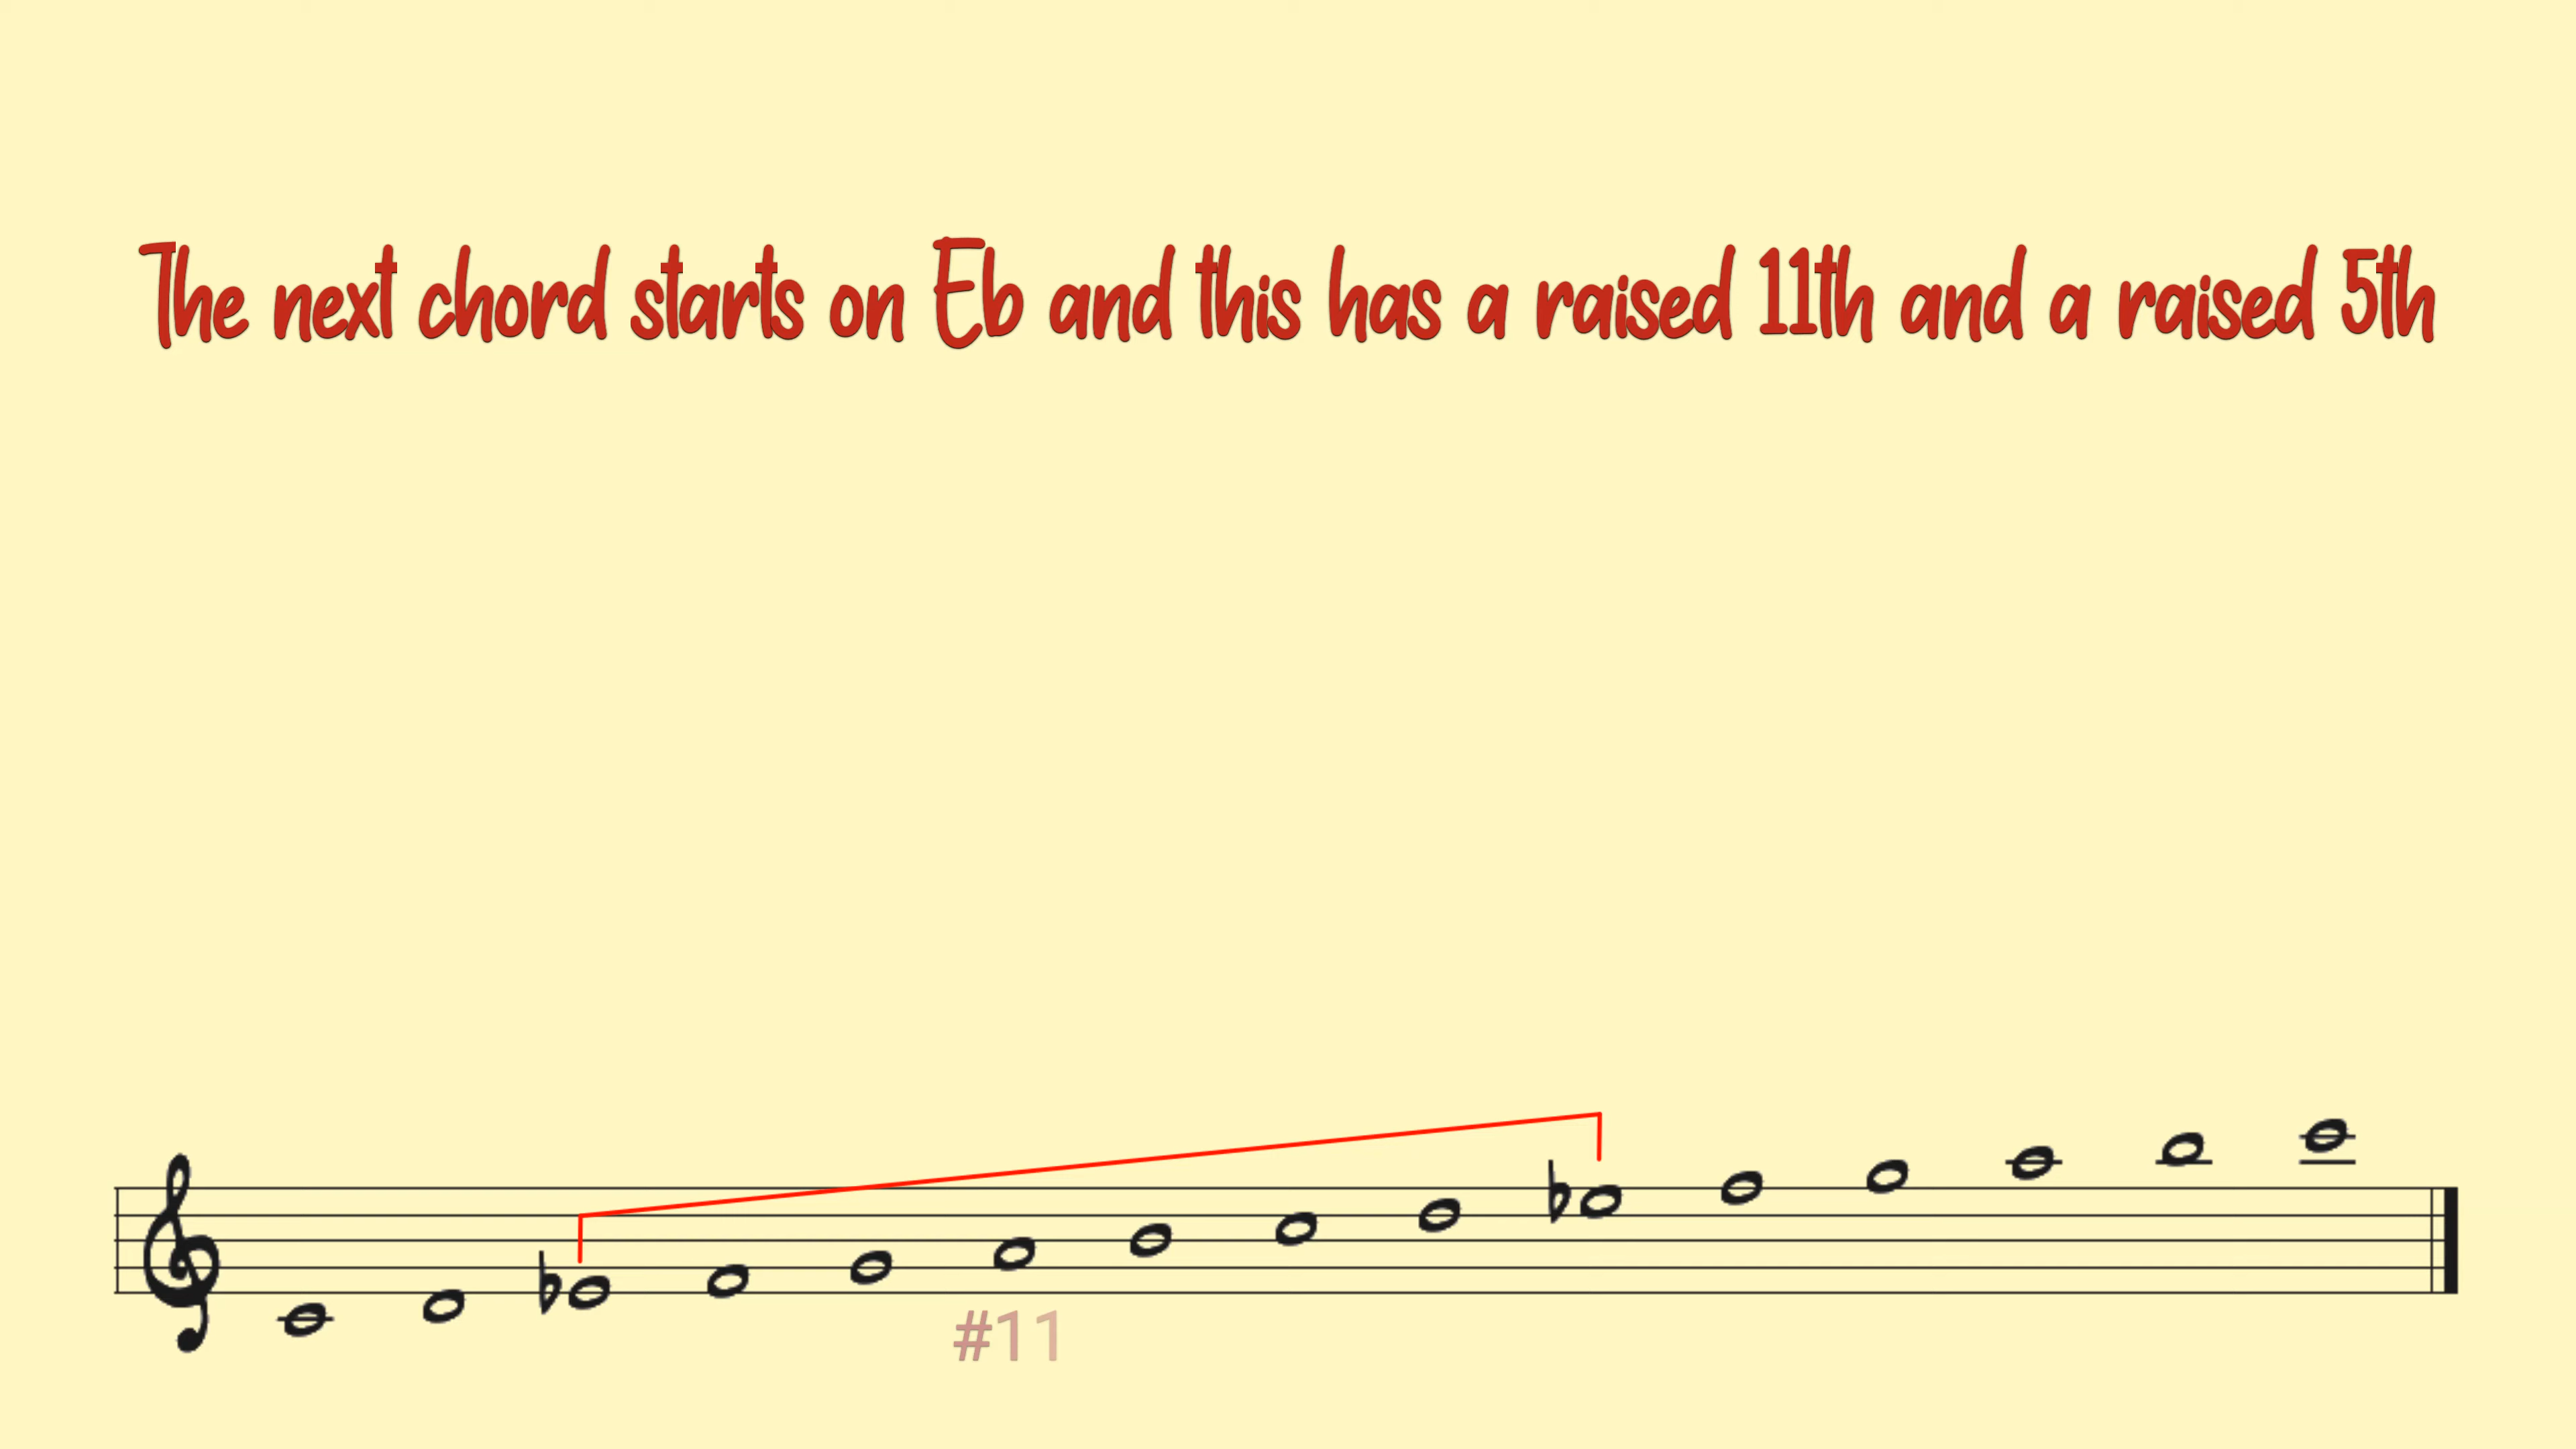 The next chord starts on Eb and this has a raised 11th and a raised 5th
#11